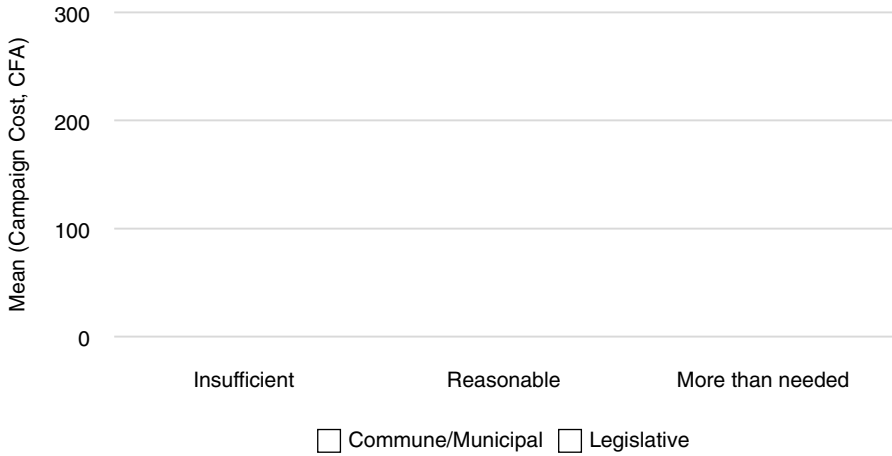 Mean (Campaign Cost, CFA)
300
200
100
0
Insufficient
Reasonable
More than needed
Commune/Municipal
Legislative